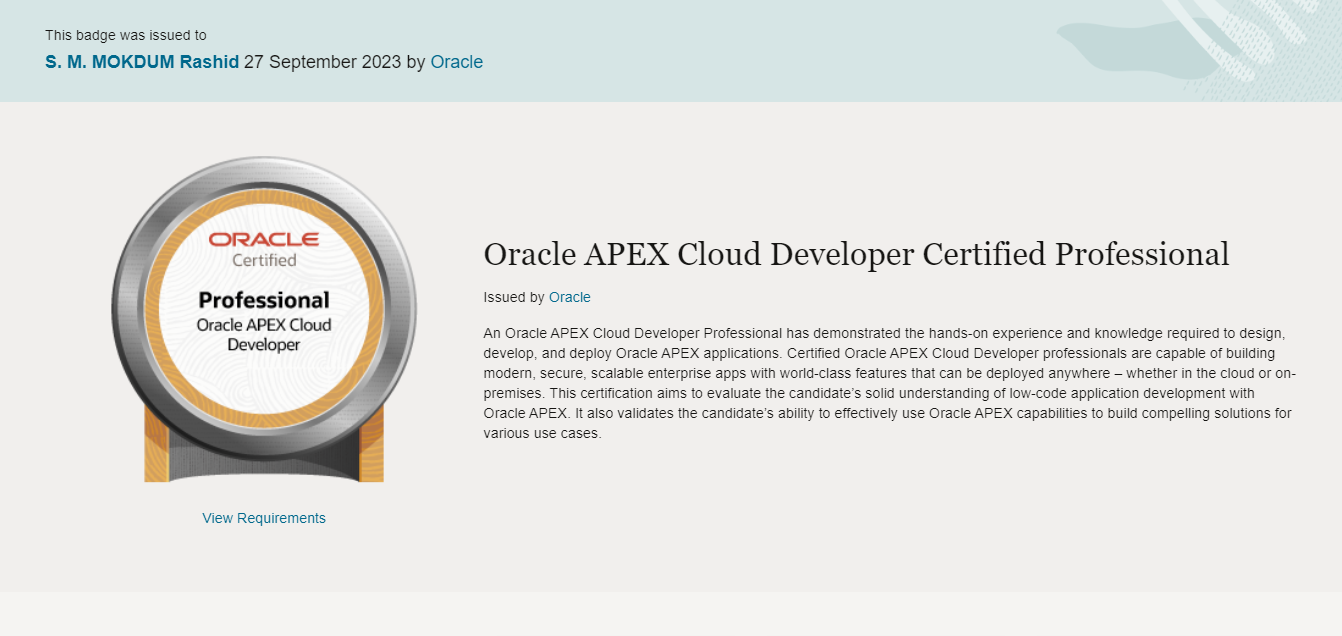 This badge was issued to
S. M. MOKDUM Rashid 27 September 2023 by Oracle
ORACLE
Certified
Professional
Oracle APEX Cloud
Developer
View Requirements
Oracle APEX Cloud Developer Certified Professional
Issued by Oracle
An Oracle APEX Cloud Developer Professional has demonstrated the hands-on experience and knowledge required to design,
develop, and deploy Oracle APEX applications. Certified Oracle APEX Cloud Developer professionals are capable of building
modern, secure, scalable enterprise apps with world-class features that can be deployed anywhere – whether in the cloud or on-
premises. This certification aims to evaluate the candidate’s solid understanding of low-code application development with
Oracle APEX. It also validates the candidate’s ability to effectively use Oracle APEX capabilities to build compelling solutions for
various use cases.